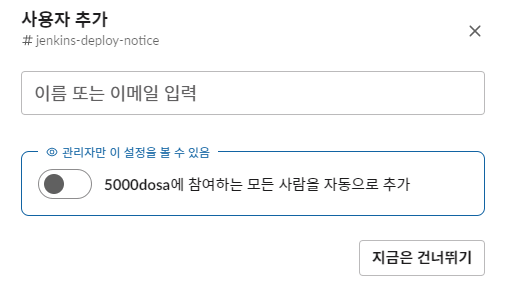 사용자 추가
# jenkins-deploy-notice
이름 또는 이메일 입력
관리자만 이 설정을 볼 수 있음
5000dosa에 참여하는 모든 사람을 자동으로 추가
지금은 건너뛰기